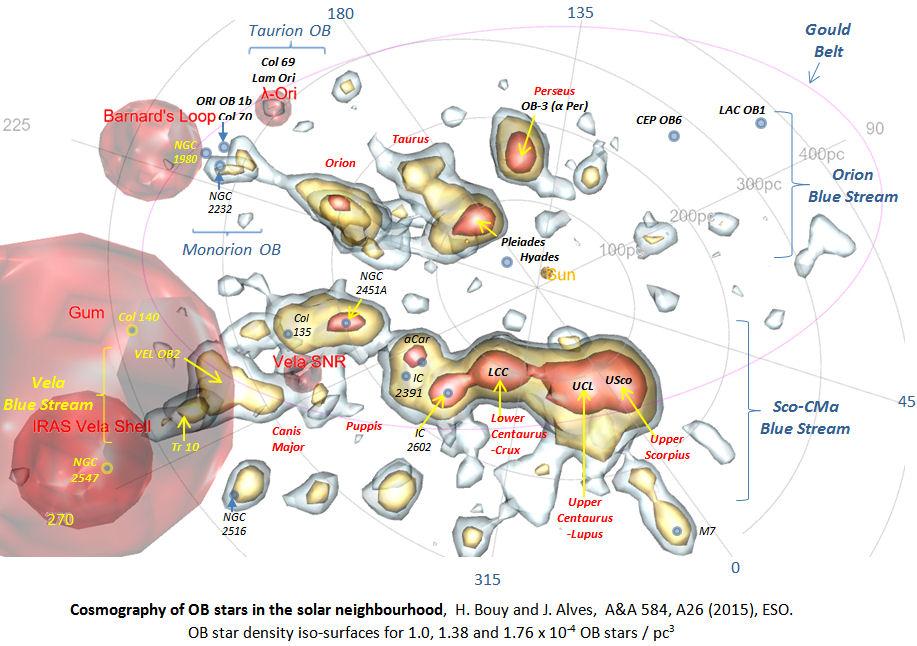 180
135
Taurion OB
Gould
Belt
Col 69
Lam Ori
λ-Ori
Perseus
OB-3 (α Per)
ORI OB 1b
Col 70
Barnard's Loop
CEP OB6
LAC OB1
225
90
NGC
1980
Taurus
Orion
400pc
300pc
Orion
Blue Stream
NGC
2232
200pc
Monorion OB
Pleiades
Hyades
100pc
Sun
NGC
2451A
Gum
Col 140
Col
135
VEL OB2
aCar
Vela SNR
IC
2391
LCC
UCL
USco
Vela
Blue Stream
45
Sco-CMa
Blue Stream
IRAS Vela Shell
Tr 10
Canis
Major
Puppis
IC
2602
Lower
Centaurus
-Crux
Upper
Scorpius
NGC
2547
270
NGC
2516
Upper
Centaurus
-Lupus
M7
315
0
Cosmography of OB stars in the solar neighbourhood, H. Bouy and J. Alves, A&A 584, A26 (2015), ESO.
OB star density iso-surfaces for 1.0, 1.38 and 1.76 x 10⁻⁴ OB stars / pc³